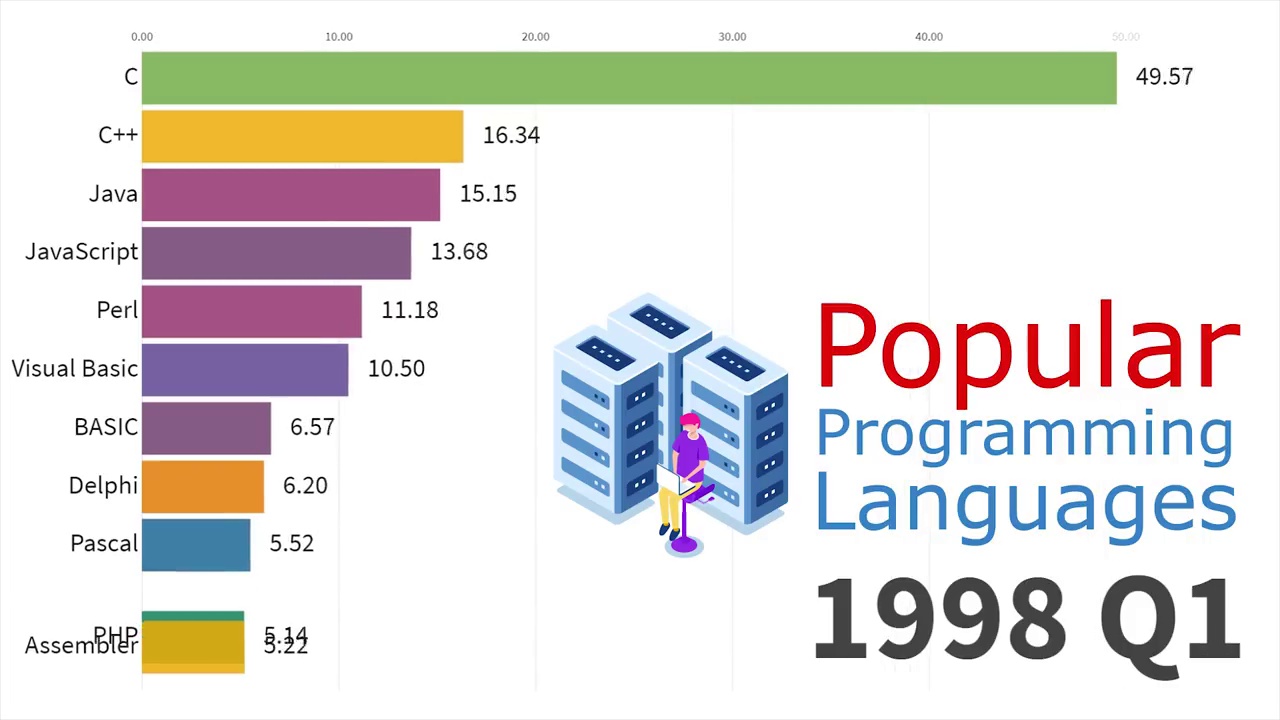 0.00 10.00 20.00 30.00 40.00 50.00
C 49.57
C++ 16.34
Java 15.15
JavaScript 13.68
Perl 11.18
Visual Basic 10.50
BASIC 6.57
Delphi 6.20
Pascal 5.52
PHP 5.14
Assembler 5.22
Popular
Programming
Languages
1998 Q1